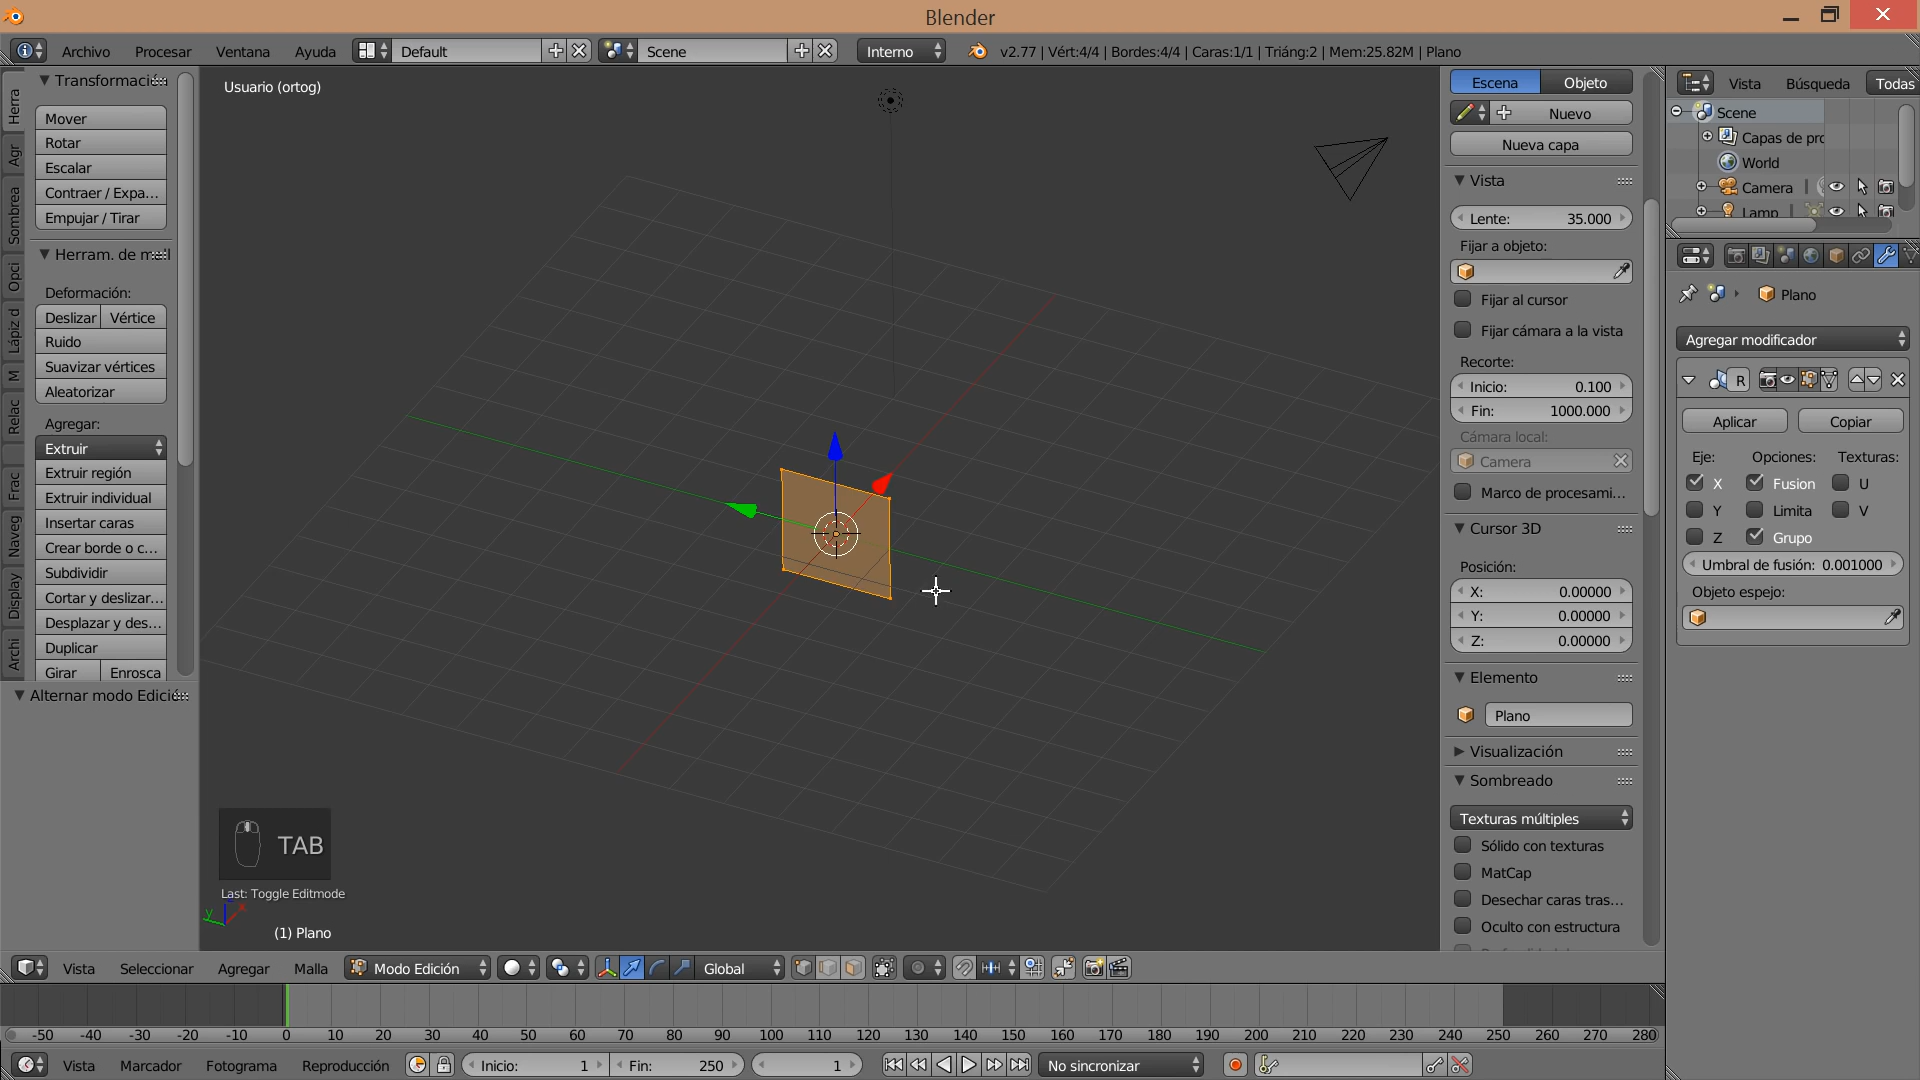 Blender
Archivo Procesar Ventana Ayuda Default Scene Interno v2.77 | Vért:4/4 | Bordes:4/4 | Caras:1/1 | Triáng:2 | Mem:25.82M | Plano
Herra
Agr
Sombrea
Opci
Lápiz d
M
Relac
Frac
Naveg
Display
Archi
Transformación
Mover
Rotar
Escalar
Contraer / Expa...
Empujar / Tirar
Herram. de mall
Deformación:
Deslizar Vértice
Ruido
Suavizar vértices
Aleatorizar
Agregar:
Extruir
Extruir región
Extruir individual
Insertar caras
Crear borde o c...
Subdividir
Cortar y deslizar...
Desplazar y des...
Duplicar
Girar Enrosca
Alternar modo Edición
Usuario (ortog)
TAB
Last: Toggle Editmode
y x
(1) Plano
Escena Objeto
Nuevo
Nueva capa
Vista
Lente: 35.000
Fijar a objeto:
Fijar al cursor
Fijar cámara a la vista
Recorte:
Inicio: 0.100
Fin: 1000.000
Cámara local:
Camera
Marco de procesami...
Cursor 3D
Posición:
X: 0.00000
Y: 0.00000
Z: 0.00000
Elemento
Plano
Visualización
Sombreado
Texturas múltiples
Sólido con texturas
MatCap
Desechar caras tras...
Oculto con estructura
Vista Búsqueda Todas
Scene
Capas de pro
World
Camera
Lamp
Plano
Agregar modificador
R
Aplicar Copiar
Eje: Opciones: Texturas:
X Fusion U
Y Limita V
Z Grupo
Umbral de fusión: 0.001000
Objeto espejo:
Vista Seleccionar Agregar Malla Modo Edición Global
-50 -40 -30 -20 -10 0 10 20 30 40 50 60 70 80 90 100 110 120 130 140 150 160 170 180 190 200 210 220 230 240 250 260 270 280
Vista Marcador Fotograma Reproducción Inicio: 1 Fin: 250 1 No sincronizar